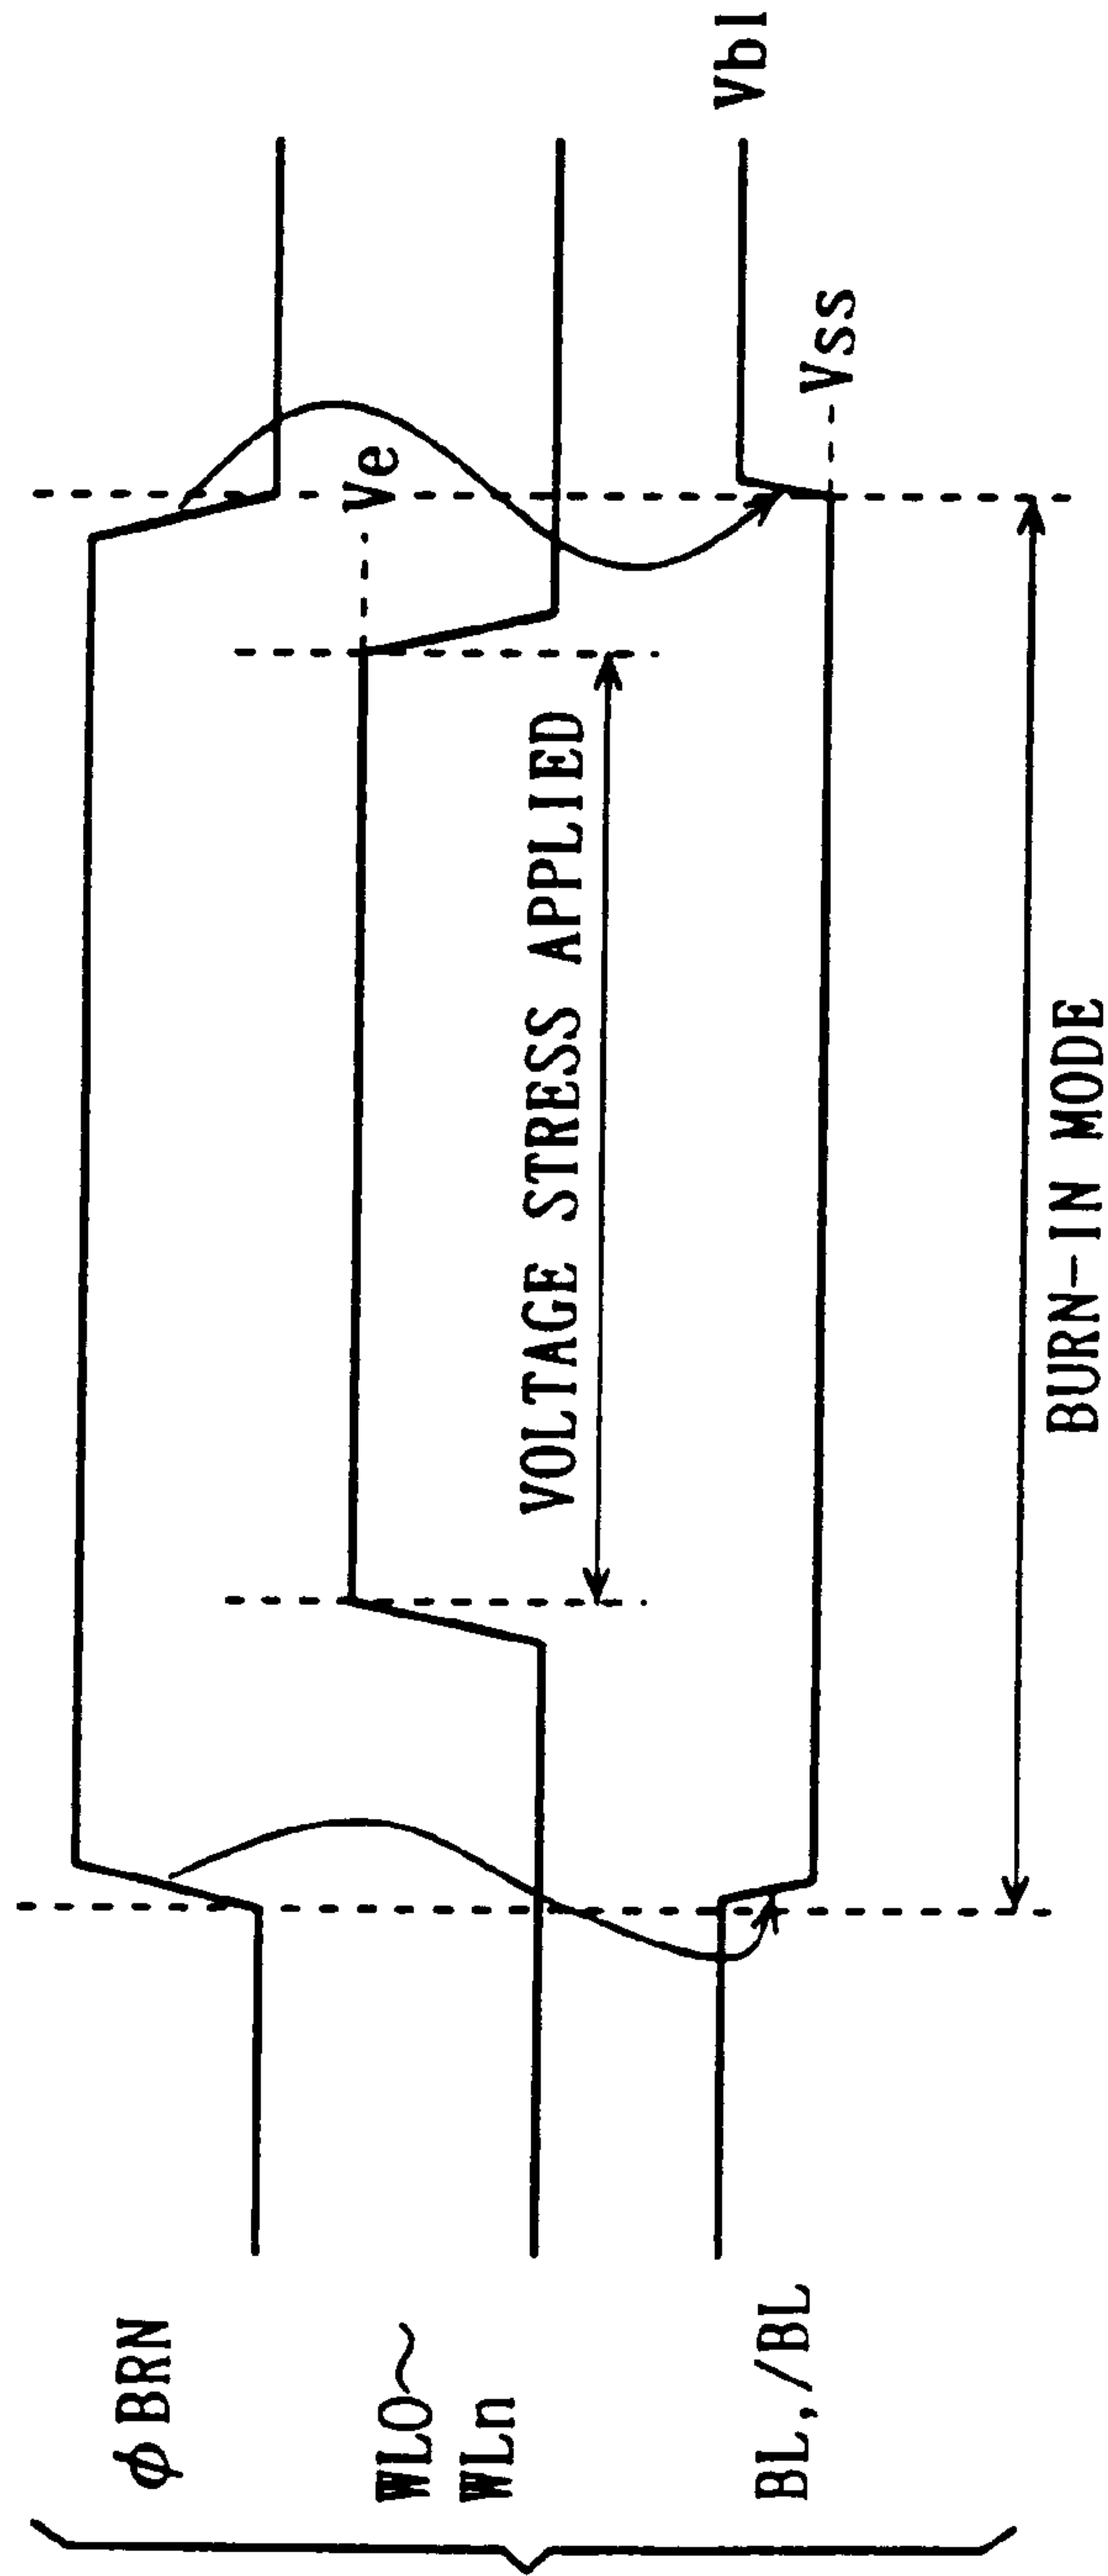 φBRN
WL0~
WLn
Ve
VOLTAGE STRESS APPLIED
BL,/BL
Vbl
Vss
BURN-IN MODE